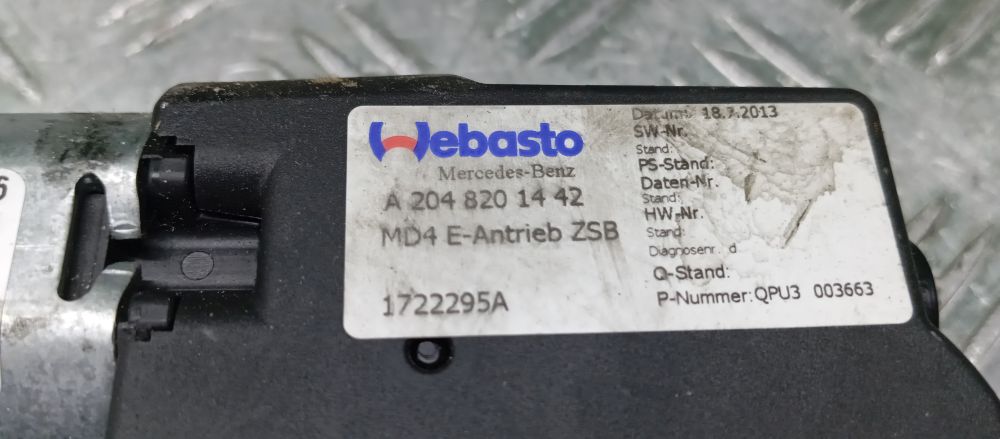 Webasto
Mercedes-Benz
A 204 820 14 42
MD4 E-Antrieb ZSB
1722295A
Datum: 18.7.2013
SW-Nr.
Stand:
PS-Stand:
Daten-Nr.
Stand:
HW-Nr.
Stand:
Diagnosenr. d
Q-Stand:
P-Nummer:QPU3 003663